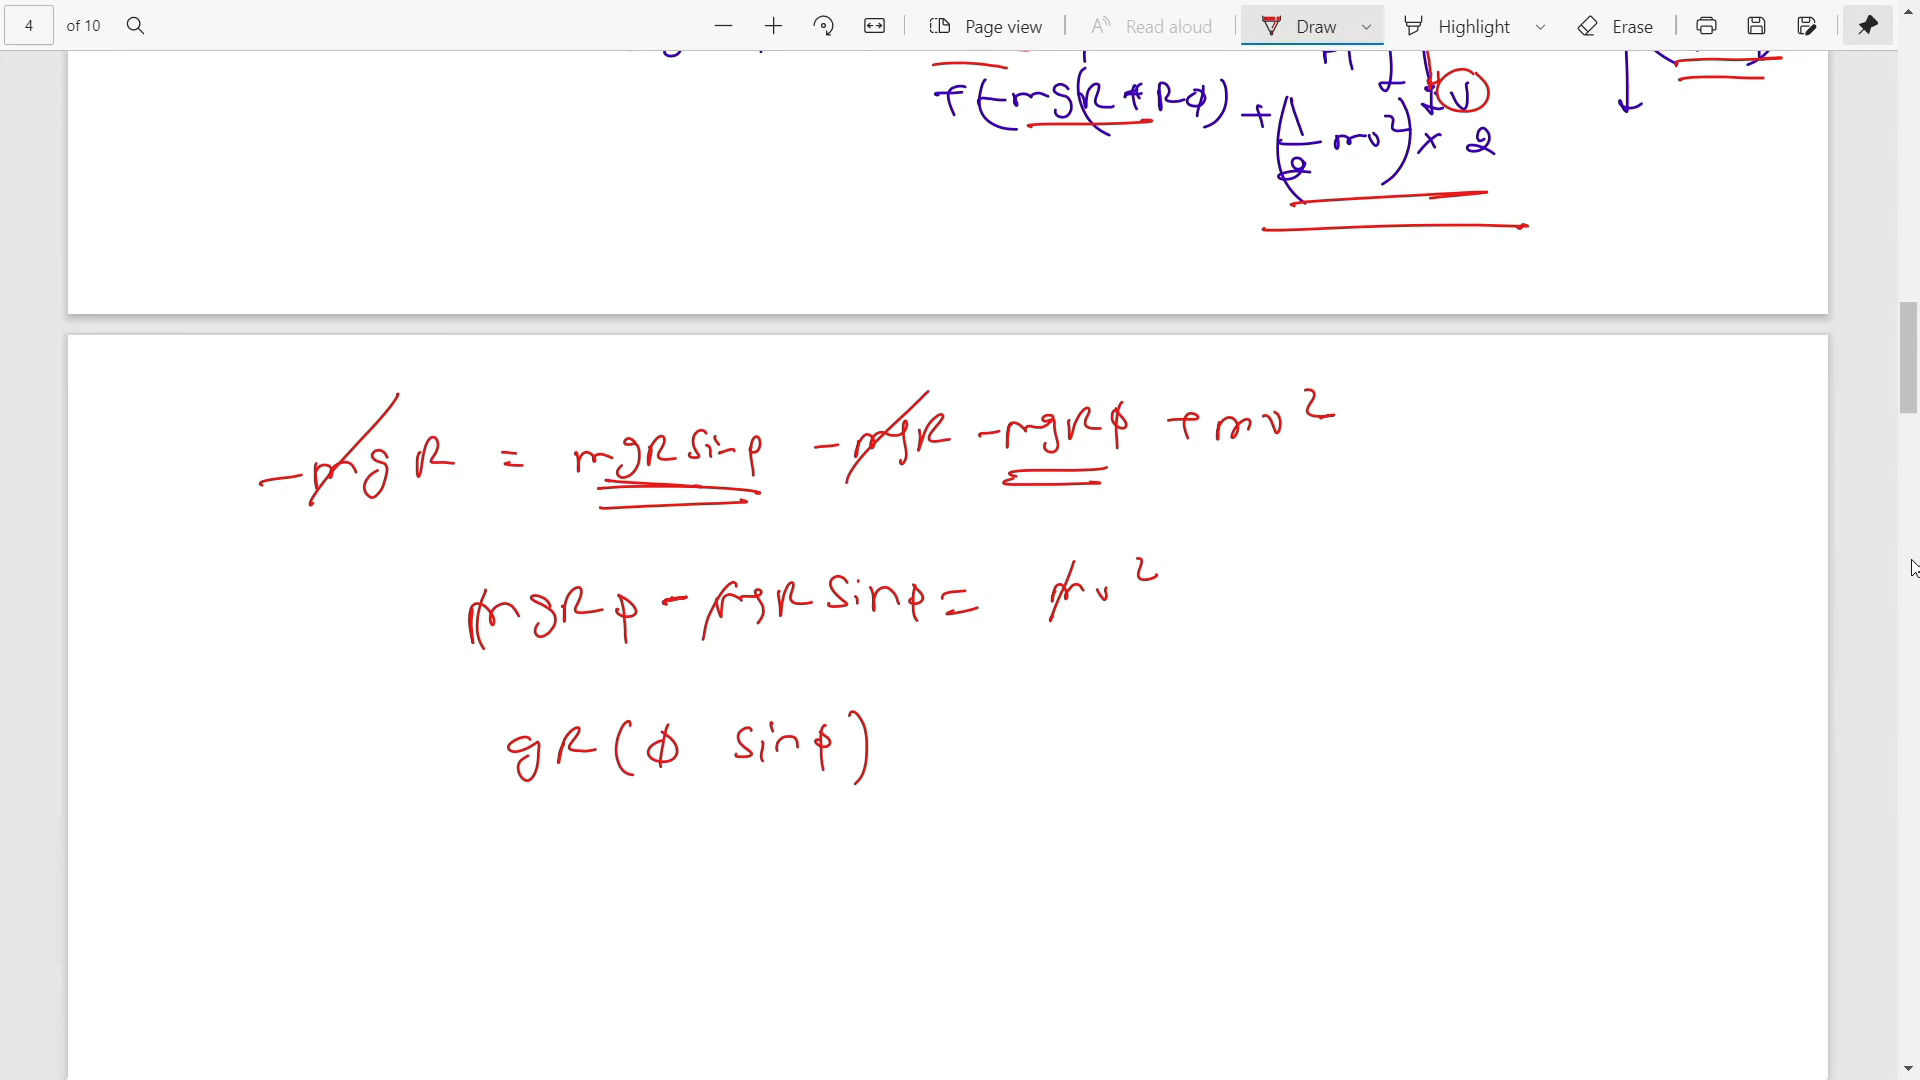 4 of 10 Page view Read aloud Draw Highlight Erase
+ (-mg(R + Rϕ) + (1/2 mv²) × 2
v
-mgR = mgR sinϕ - mgR - mgRϕ + mv²
mgRϕ - mgR sinϕ = mv²
gR(ϕ sinϕ)